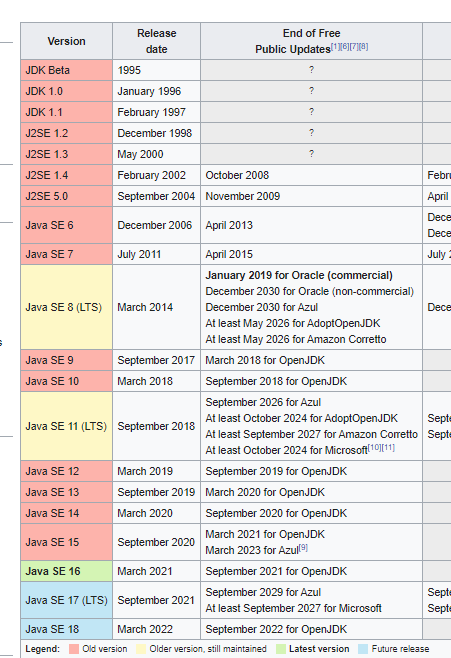 Version Release date End of Free Public Updates[1][6][7][8]
JDK Beta 1995 ?
JDK 1.0 January 1996 ?
JDK 1.1 February 1997 ?
J2SE 1.2 December 1998 ?
J2SE 1.3 May 2000 ?
J2SE 1.4 February 2002 October 2008 Febru
J2SE 5.0 September 2004 November 2009 April
Java SE 6 December 2006 April 2013 Dece
Dece
Java SE 7 July 2011 April 2015 July 2
Java SE 8 (LTS) March 2014 January 2019 for Oracle (commercial)
December 2030 for Oracle (non-commercial)
December 2030 for Azul Dece
At least May 2026 for AdoptOpenJDK
At least May 2026 for Amazon Corretto
Java SE 9 September 2017 March 2018 for OpenJDK
Java SE 10 March 2018 September 2018 for OpenJDK
Java SE 11 (LTS) September 2018 September 2026 for Azul
At least October 2024 for AdoptOpenJDK Septe
At least September 2027 for Amazon Corretto Septe
At least October 2024 for Microsoft[10][11]
Java SE 12 March 2019 September 2019 for OpenJDK
Java SE 13 September 2019 March 2020 for OpenJDK
Java SE 14 March 2020 September 2020 for OpenJDK
Java SE 15 September 2020 March 2021 for OpenJDK
March 2023 for Azul[9]
Java SE 16 March 2021 September 2021 for OpenJDK
Java SE 17 (LTS) September 2021 September 2029 for Azul Septe
At least September 2027 for Microsoft Septe
Java SE 18 March 2022 September 2022 for OpenJDK
Legend: Old version Older version, still maintained Latest version Future release